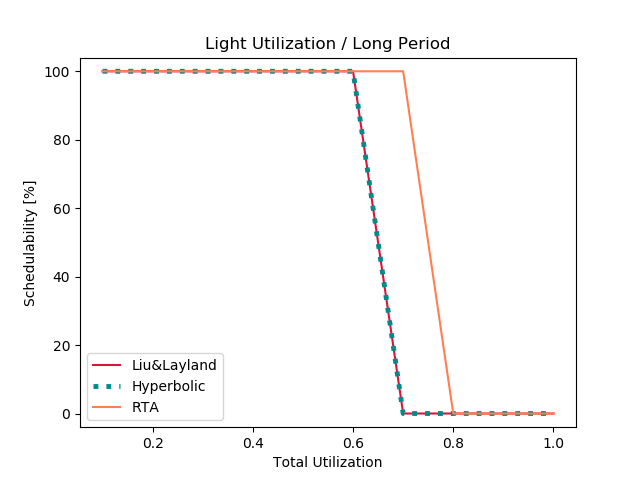 Light Utilization / Long Period
Schedulability [%]
100
80
60
40
20
0
Liu&Layland
Hyperbolic
RTA
0.2 0.4 0.6 0.8 1.0
Total Utilization